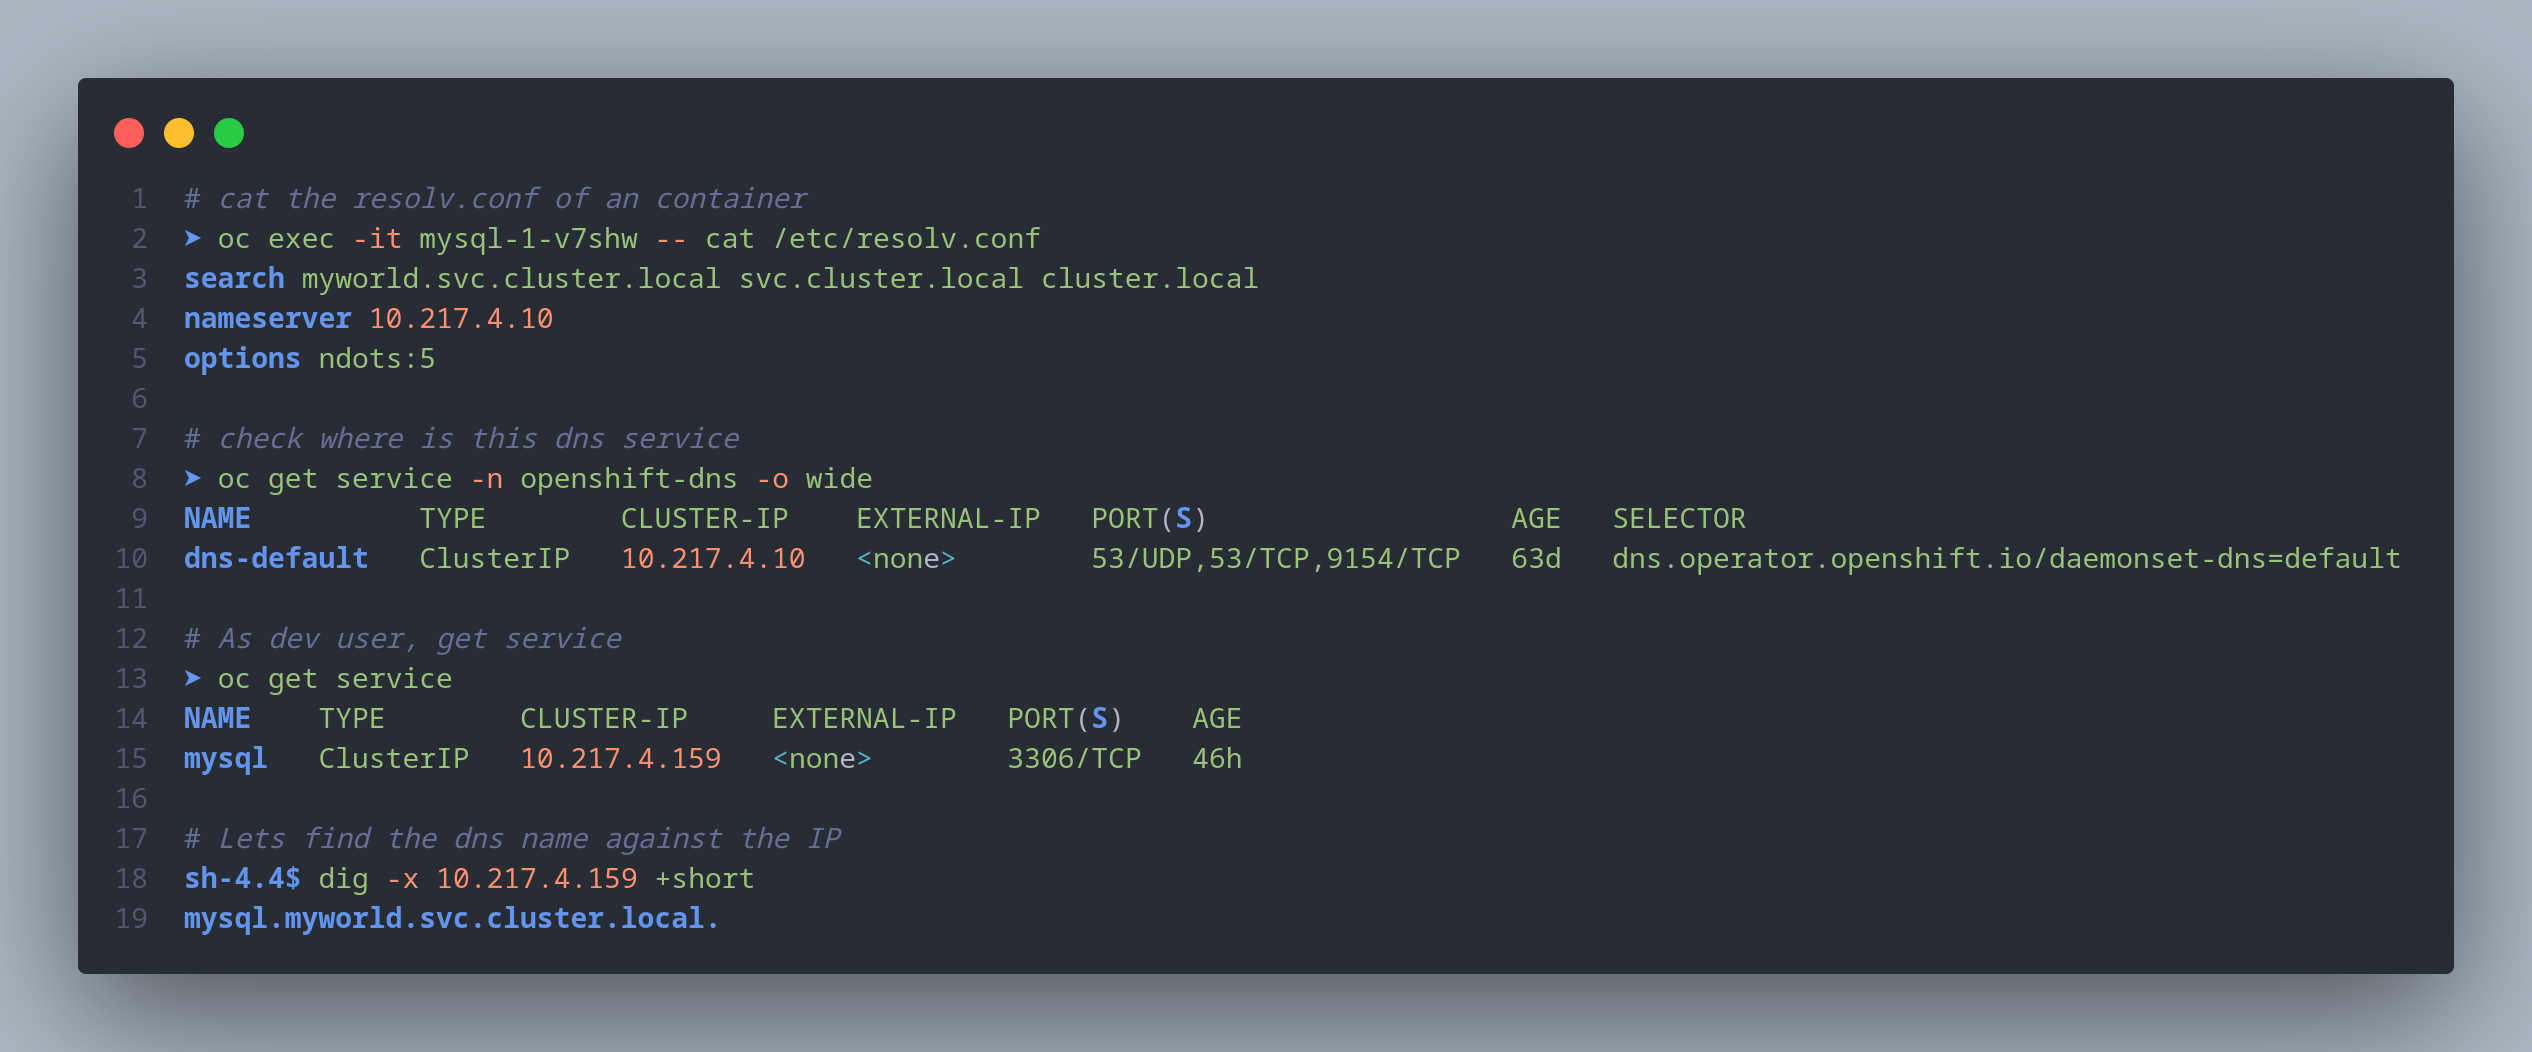 1 # cat the resolv.conf of an container
2 ➤ oc exec -it mysql-1-v7shw -- cat /etc/resolv.conf
3 search myworld.svc.cluster.local svc.cluster.local cluster.local
4 nameserver 10.217.4.10
5 options ndots:5
6
7 # check where is this dns service
8 ➤ oc get service -n openshift-dns -o wide
9 NAME          TYPE        CLUSTER-IP    EXTERNAL-IP   PORT(S)                  AGE   SELECTOR
10 dns-default   ClusterIP   10.217.4.10   <none>        53/UDP,53/TCP,9154/TCP   63d   dns.operator.openshift.io/daemonset-dns=default
11
12 # As dev user, get service
13 ➤ oc get service
14 NAME    TYPE        CLUSTER-IP     EXTERNAL-IP   PORT(S)    AGE
15 mysql   ClusterIP   10.217.4.159   <none>        3306/TCP   46h
16
17 # Lets find the dns name against the IP
18 sh-4.4$ dig -x 10.217.4.159 +short
19 mysql.myworld.svc.cluster.local.